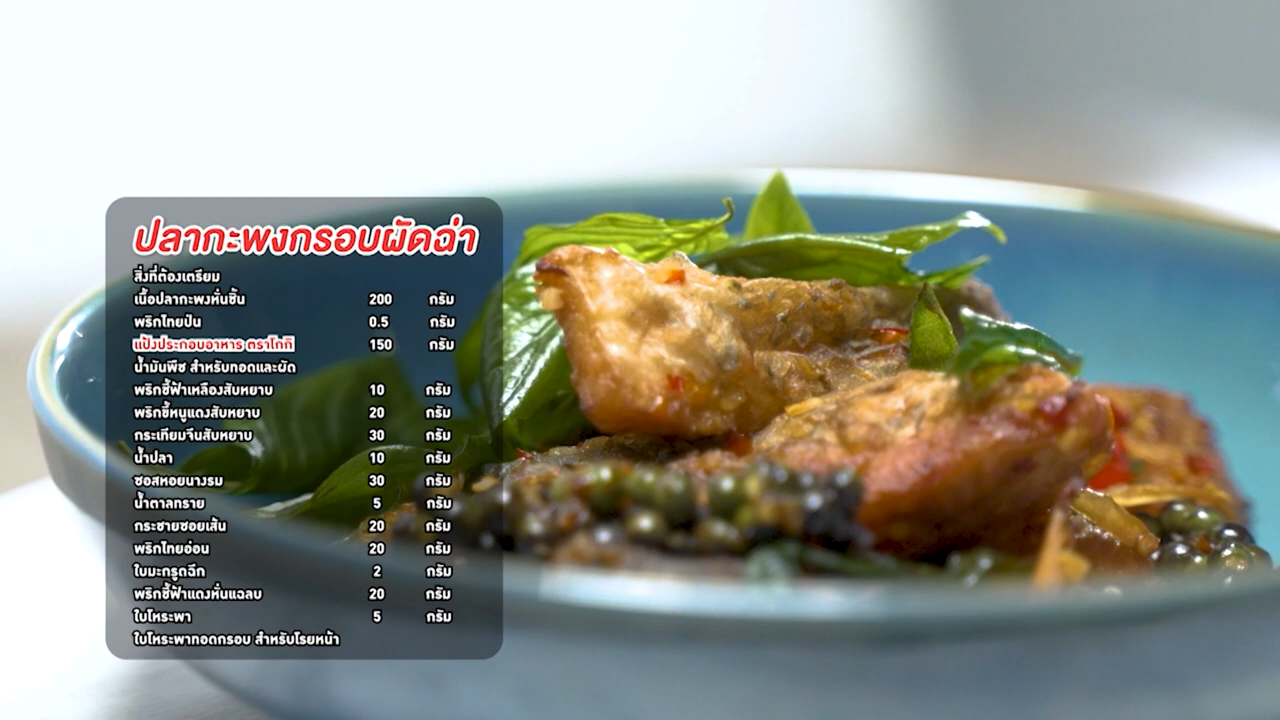 ปลากะพงกรอบผัดฉ่า
สิ่งที่ต้องเตรียม
เนื้อปลากะพงหั่นชิ้น 200 กรัม
พริกไทยป่น 0.5 กรัม
แป้งประกอบอาหาร ตราโกกิ 150 กรัม
น้ำมันพืช สำหรับทอดและผัด
พริกชี้ฟ้าเหลืองสับหยาบ 10 กรัม
พริกขี้หนูแดงสับหยาบ 20 กรัม
กระเทียมจีนสับหยาบ 30 กรัม
น้ำปลา 10 กรัม
ซอสหอยนางรม 30 กรัม
น้ำตาลทราย 5 กรัม
กระชายซอยเส้น 20 กรัม
พริกไทยอ่อน 20 กรัม
ใบมะกรูดฉีก 2 กรัม
พริกชี้ฟ้าแดงหั่นแฉลบ 20 กรัม
ใบโหระพา 5 กรัม
ใบโหระพาทอดกรอบ สำหรับโรยหน้า